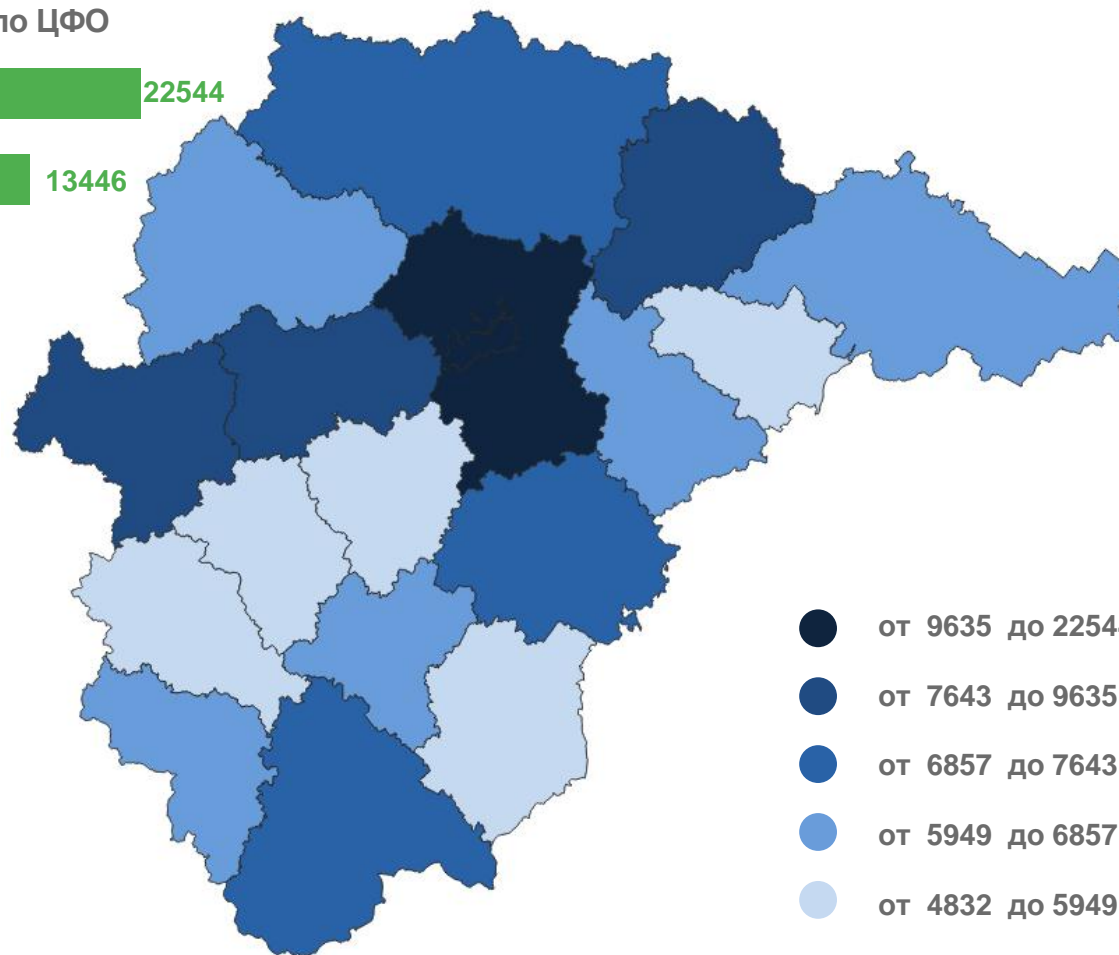 по ЦФО
22544
13446
от 9635 до 2254
от 7643 до 9635
от 6857 до 7643
от 5949 до 6857
от 4832 до 5949